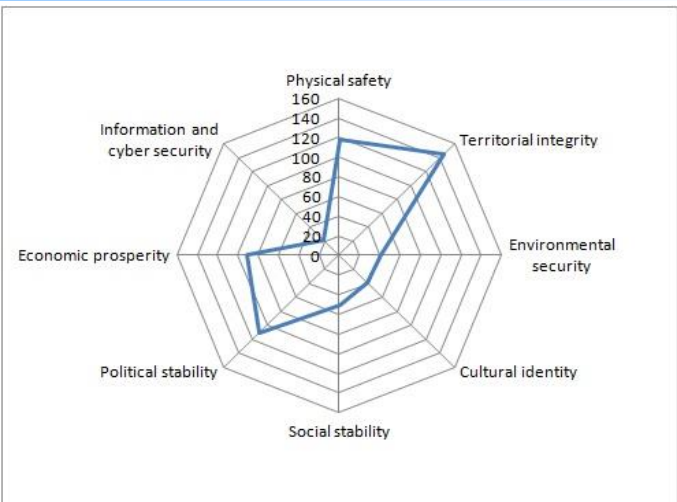 Physical safety
160
140
120
100
80
60
40
20
0
Territorial integrity
Environmental
security
Cultural identity
Social stability
Political stability
Economic prosperity
Information and
cyber security